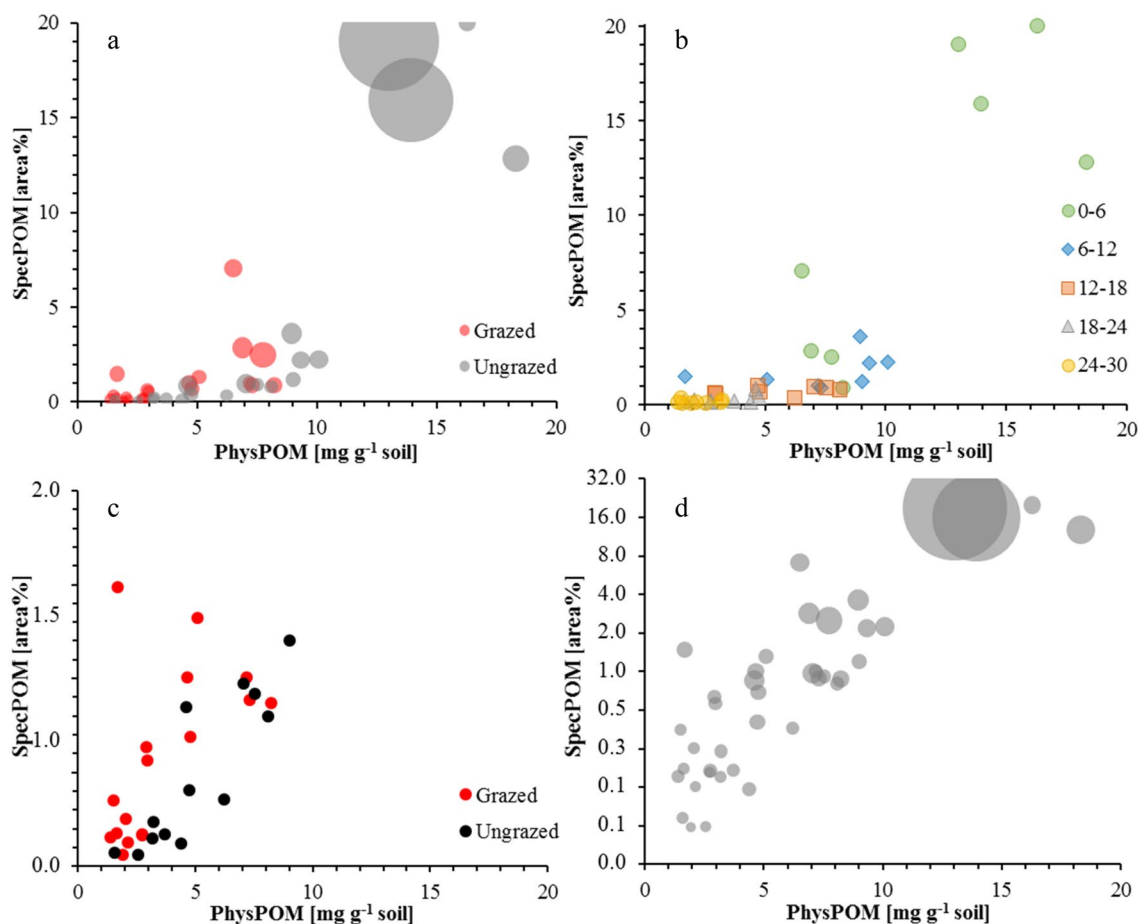 a
20
15
10
5
0
SpecPOM [area%]
Grazed
Ungrazed
0 5 10 15 20
PhysPOM [mg g⁻¹ soil]
b
20
15
10
5
0
SpecPOM [area%]
0-6
6-12
12-18
18-24
24-30
0 5 10 15 20
PhysPOM [mg g⁻¹ soil]
c
2.0
1.5
1.0
0.0
SpecPOM [area%]
Grazed
Ungrazed
0 5 10 15 20
PhysPOM [mg g⁻¹ soil]
d
32.0
16.0
8.0
4.0
2.0
1.0
0.5
0.3
0.1
0.1
0.0
SpecPOM [area%]
0 5 10 15 20
PhysPOM [mg g⁻¹ soil]